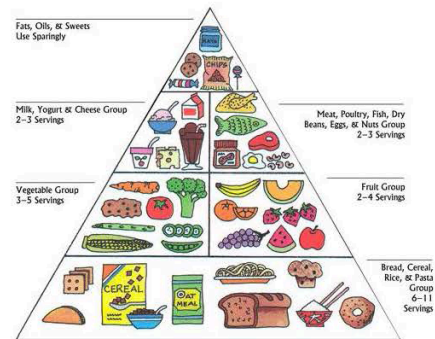 Fats, Oils, & Sweets
Use Sparingly
CHIPS
Milk, Yogurt & Cheese Group
2–3 Servings
Meat, Poultry, Fish, Dry
Beans, Eggs, & Nuts Group
2–3 Servings
Vegetable Group
3–5 Servings
Fruit Group
2–4 Servings
Bread, Cereal,
Rice, & Pasta
Group
6–11
Servings
CEREAL
OAT
MEAL